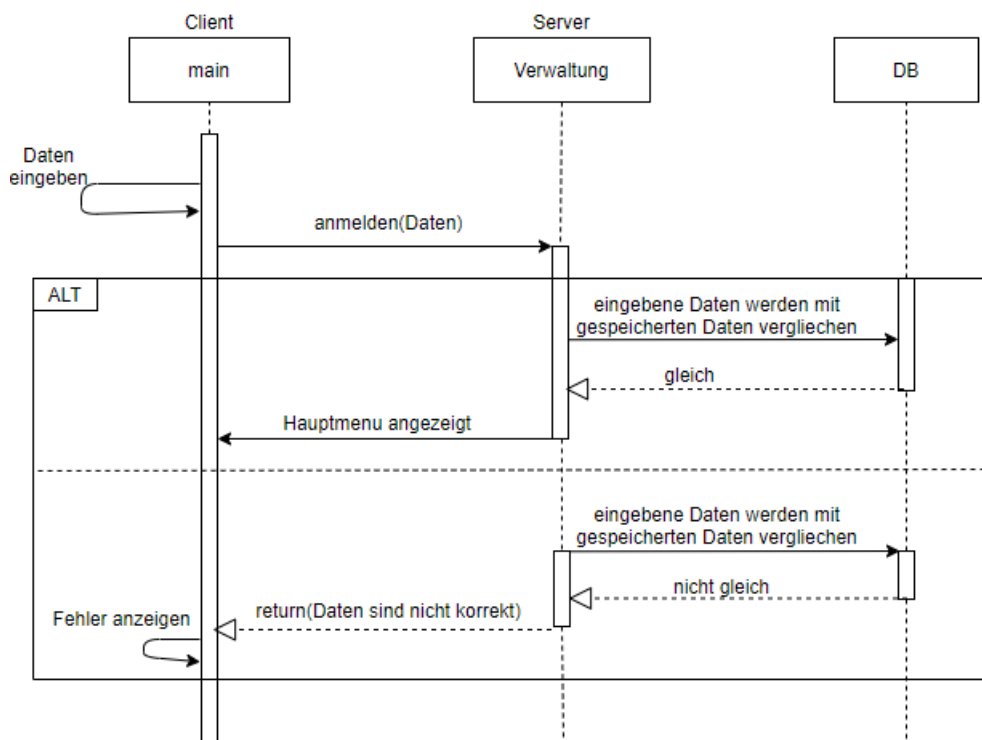 Client
Server
main
Verwaltung
DB
Daten
eingeben
anmelden(Daten)
ALT
eingebene Daten werden mit
gespeicherten Daten vergliechen
gleich
Hauptmenu angezeigt
eingebene Daten werden mit
gespeicherten Daten vergliechen
nicht gleich
return(Daten sind nicht korrekt)
Fehler anzeigen